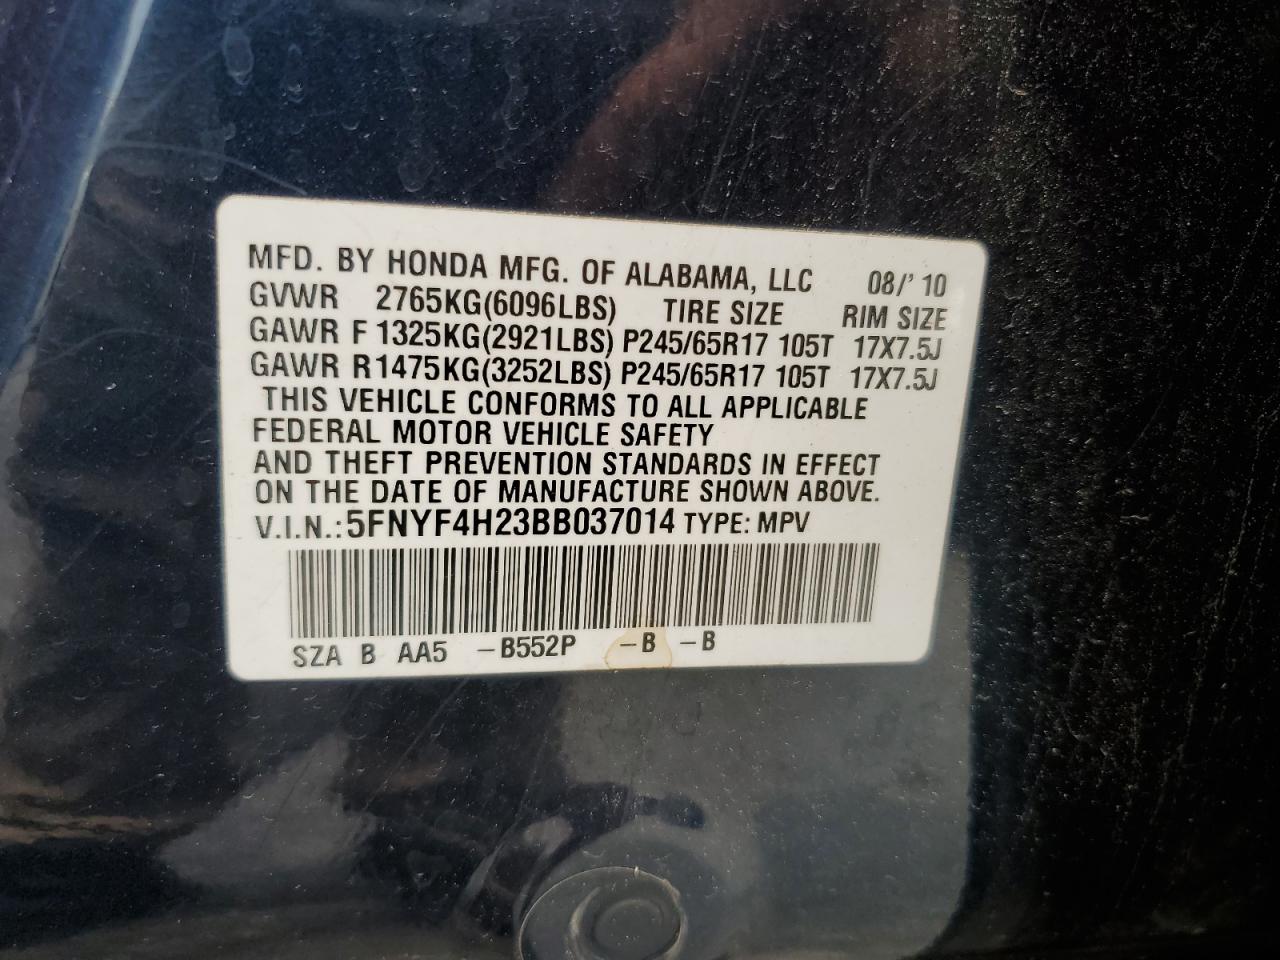 MFD. BY HONDA MFG. OF ALABAMA, LLC 08/'10
GVWR 2765KG(6096LBS) TIRE SIZE RIM SIZE
GAWR F 1325KG(2921LBS) P245/65R17 105T 17X7.5J
GAWR R 1475KG(3252LBS) P245/65R17 105T 17X7.5J
THIS VEHICLE CONFORMS TO ALL APPLICABLE
FEDERAL MOTOR VEHICLE SAFETY
AND THEFT PREVENTION STANDARDS IN EFFECT
ON THE DATE OF MANUFACTURE SHOWN ABOVE.
V.I.N.: 5FNYF4H23BB037014 TYPE: MPV
SZA B AA5 -B552P -B -B